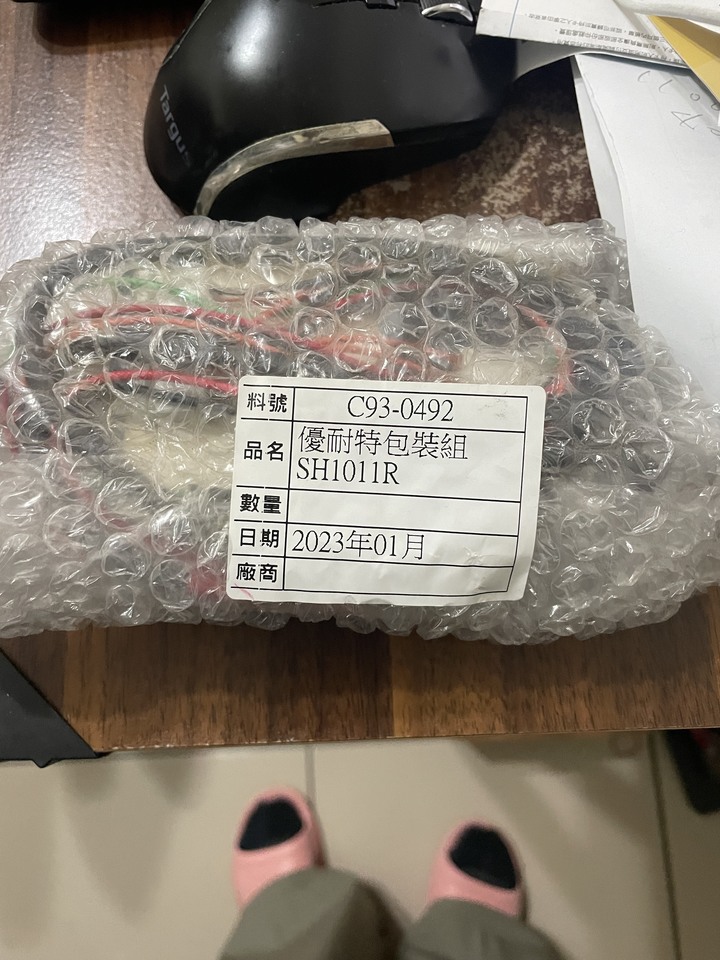 Targus
料號 C93-0492
品名 優耐特包裝組
SH1011R
數量
日期 2023年01月
廠商